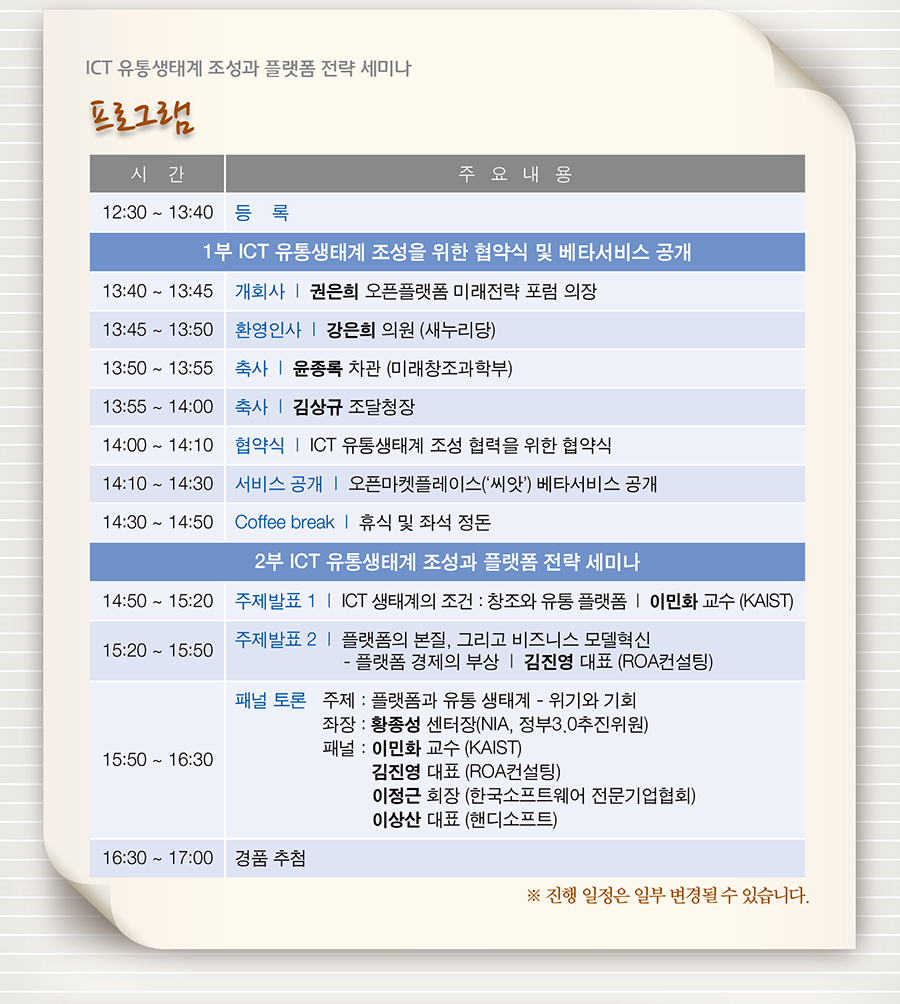 ICT 유통생태계 조성과 플랫폼 전략 세미나
프로그램
시 간 주 요 내 용
12:30 ~ 13:40 등 록
1부 ICT 유통생태계 조성을 위한 협약식 및 베타서비스 공개
13:40 ~ 13:45 개회사 | 권은희 오픈플랫폼 미래전략 포럼 의장
13:45 ~ 13:50 환영인사 | 강은희 의원 (새누리당)
13:50 ~ 13:55 축사 | 윤종록 차관 (미래창조과학부)
13:55 ~ 14:00 축사 | 김상규 조달청장
14:00 ~ 14:10 협약식 | ICT 유통생태계 조성 협력을 위한 협약식
14:10 ~ 14:30 서비스 공개 | 오픈마켓플레이스(‘씨앗’) 베타서비스 공개
14:30 ~ 14:50 Coffee break | 휴식 및 좌석 정돈
2부 ICT 유통생태계 조성과 플랫폼 전략 세미나
14:50 ~ 15:20 주제발표 1 | ICT 생태계의 조건 : 창조와 유통 플랫폼 | 이민화 교수 (KAIST)
15:20 ~ 15:50 주제발표 2 | 플랫폼의 본질, 그리고 비즈니스 모델혁신
- 플랫폼 경제의 부상 | 김진영 대표 (ROA컨설팅)
15:50 ~ 16:30 패널 토론 주제 : 플랫폼과 유통 생태계 - 위기와 기회
좌장 : 황종성 센터장(NIA, 정부3.0추진위원)
패널 : 이민화 교수 (KAIST)
김진영 대표 (ROA컨설팅)
이정근 회장 (한국소프트웨어 전문기업협회)
이상산 대표 (핸디소프트)
16:30 ~ 17:00 경품 추첨
※ 진행 일정은 일부 변경될 수 있습니다.